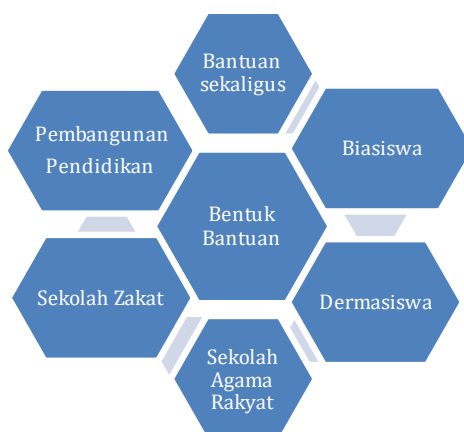 Bantuan
sekaligus
Pembangunan
Pendidikan
Biasiswa
Bentuk
Bantuan
Sekolah Zakat
Dermasiswa
Sekolah
Agama
Rakyat